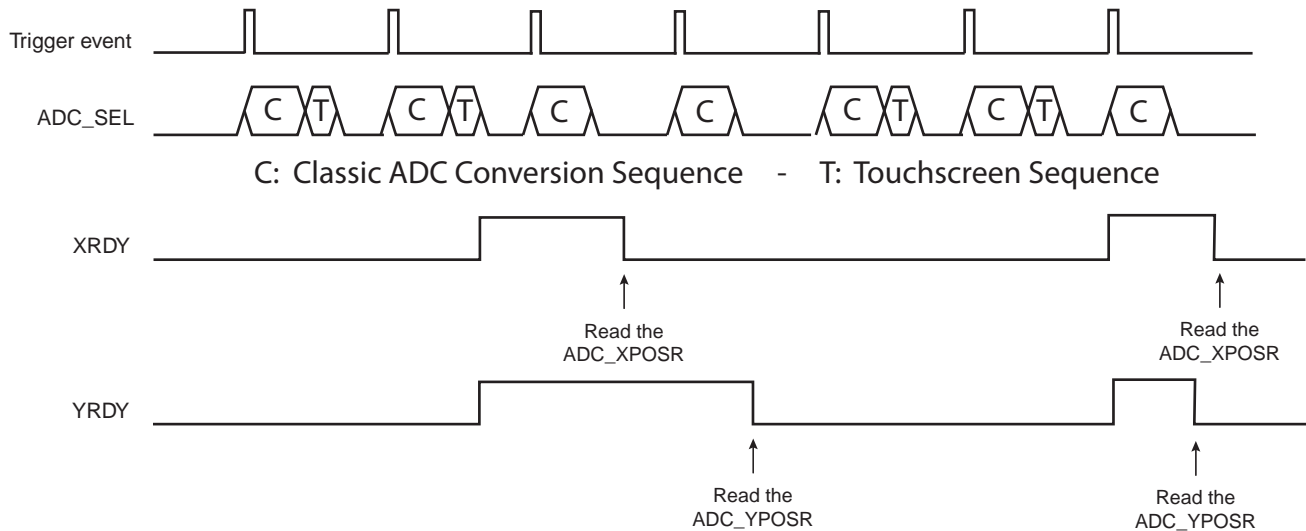 Trigger event
ADC_SEL
C T C T C C C T C T C
C: Classic ADC Conversion Sequence - T: Touchscreen Sequence
XRDY
Read the
ADC_XPOSR
Read the
ADC_XPOSR
YRDY
Read the
ADC_YPOSR
Read the
ADC_YPOSR